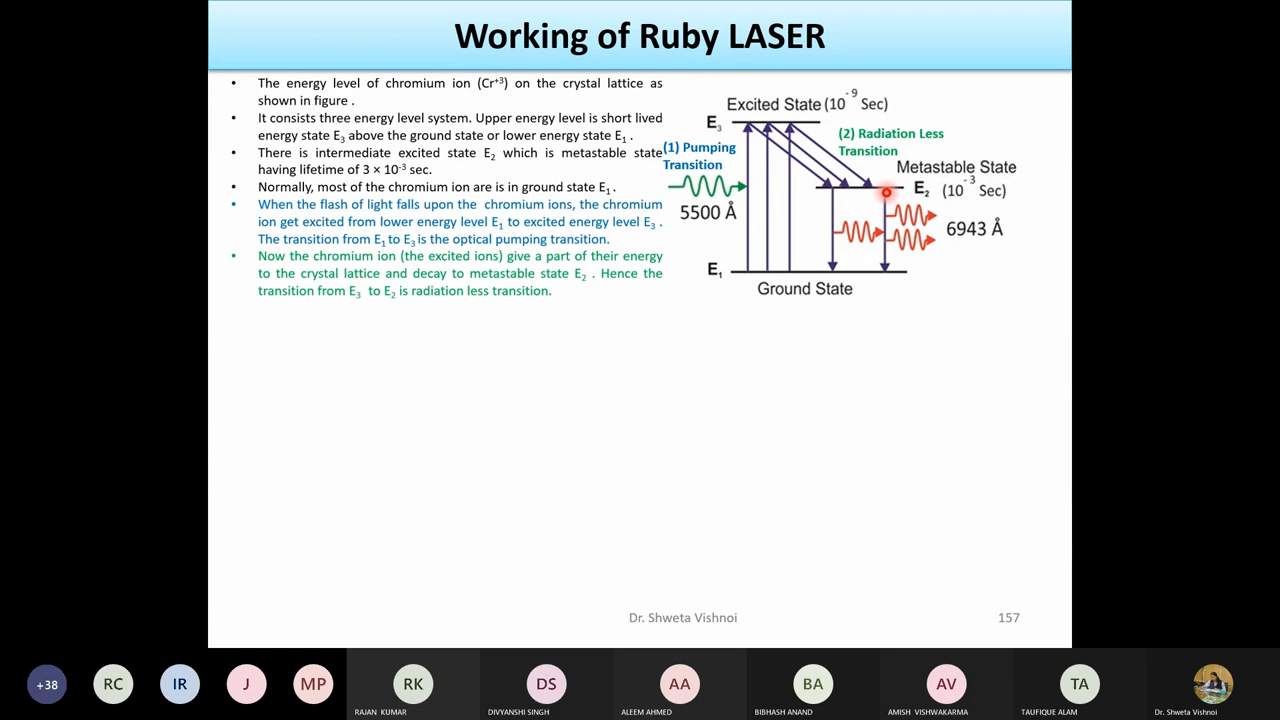 Working of Ruby LASER
• The energy level of chromium ion (Cr⁺³) on the crystal lattice as
shown in figure .
• It consists three energy level system. Upper energy level is short lived
energy state E₃ above the ground state or lower energy state E₁ .
• There is intermediate excited state E₂ which is metastable state
having lifetime of 3 × 10⁻³ sec.
• Normally, most of the chromium ion are is in ground state E₁ .
• When the flash of light falls upon the chromium ions, the chromium
ion get excited from lower energy level E₁ to excited energy level E₃ .
The transition from E₁ to E₃ is the optical pumping transition.
• Now the chromium ion (the excited ions) give a part of their energy
to the crystal lattice and decay to metastable state E₂ . Hence the
transition from E₃ to E₂ is radiation less transition.
Excited State (10⁻⁹ Sec)
E₃
(1) Pumping
Transition
(2) Radiation Less
Transition
Metastable State
E₂ (10⁻³ Sec)
5500 Å
6943 Å
E₁
Ground State
Dr. Shweta Vishnoi
157
+38
RC
IR
J
MP
RK
DS
AA
BA
AV
TA
RAJAN KUMAR
DIVYANSHI SINGH
ALEEM AHMED
BIBHASH ANAND
AMISH VISHWAKARMA
TAUFIQUE ALAM
Dr. Shweta Vishnoi